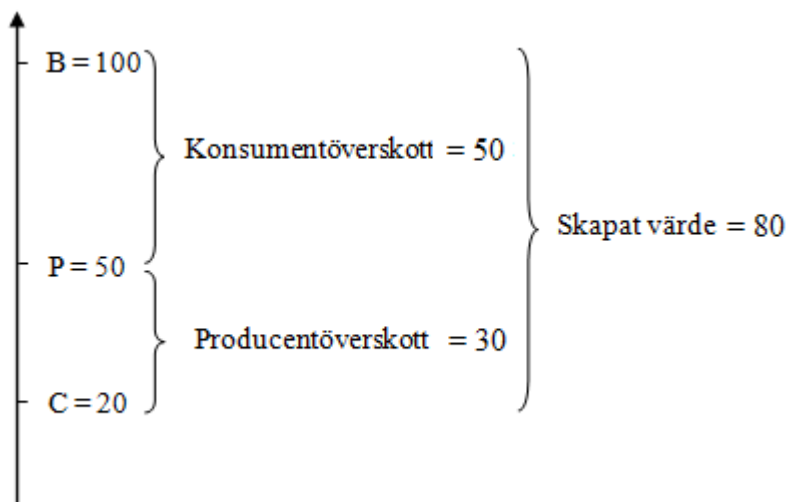 B = 100
Konsumentöverskott = 50
Skapat värde = 80
P = 50
Producentöverskott = 30
C = 20